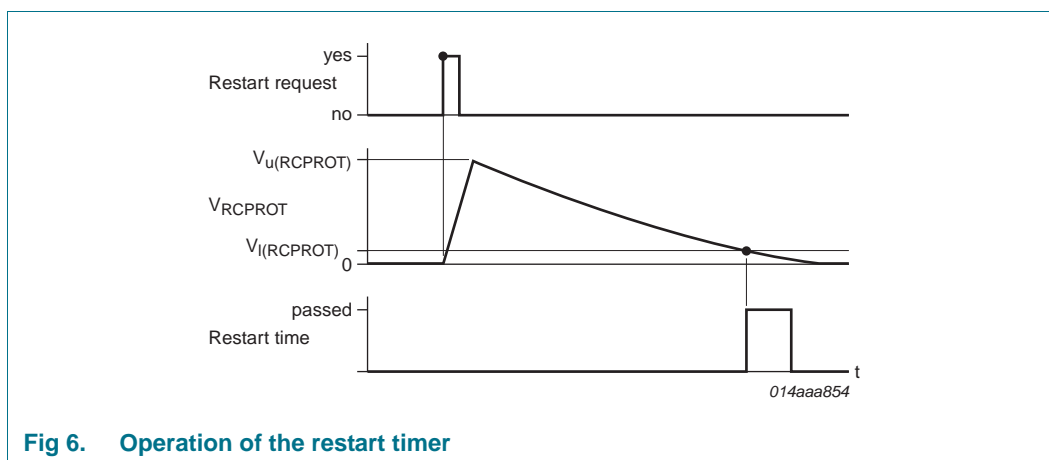 yes
Restart request
no
Vu(RCPROT)
VRCPROT
Vl(RCPROT)
0
passed
Restart time
t
014aaa854
Fig 6. Operation of the restart timer